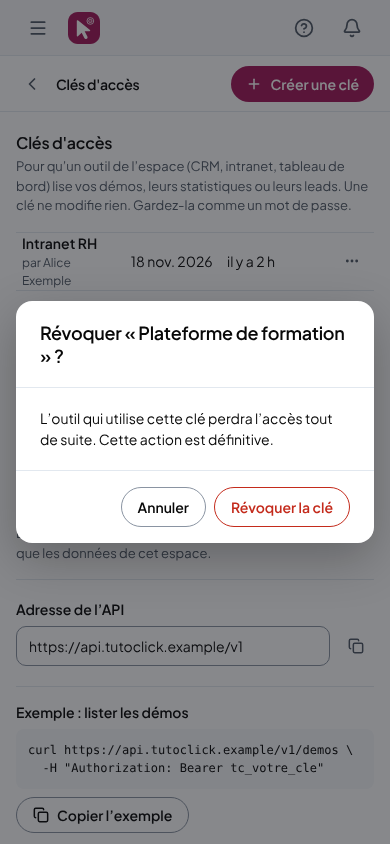 Clés d'accès
Créer une clé
Clés d'accès
Pour qu'un outil de l'espace (CRM, intranet, tableau de
bord) lise vos démos, leurs statistiques ou leurs leads. Une
clé ne modifie rien. Gardez-la comme un mot de passe.
Intranet RH
par Alice
Exemple
18 nov. 2026
il y a 2 h
Révoquer « Plateforme de formation
» ?
L’outil qui utilise cette clé perdra l’accès tout
de suite. Cette action est définitive.
Annuler
Révoquer la clé
que les données de cet espace.
Adresse de l’API
https://api.tutoclick.example/v1
Exemple : lister les démos
curl https://api.tutoclick.example/v1/demos \
-H "Authorization: Bearer tc_votre_cle"
Copier l’exemple